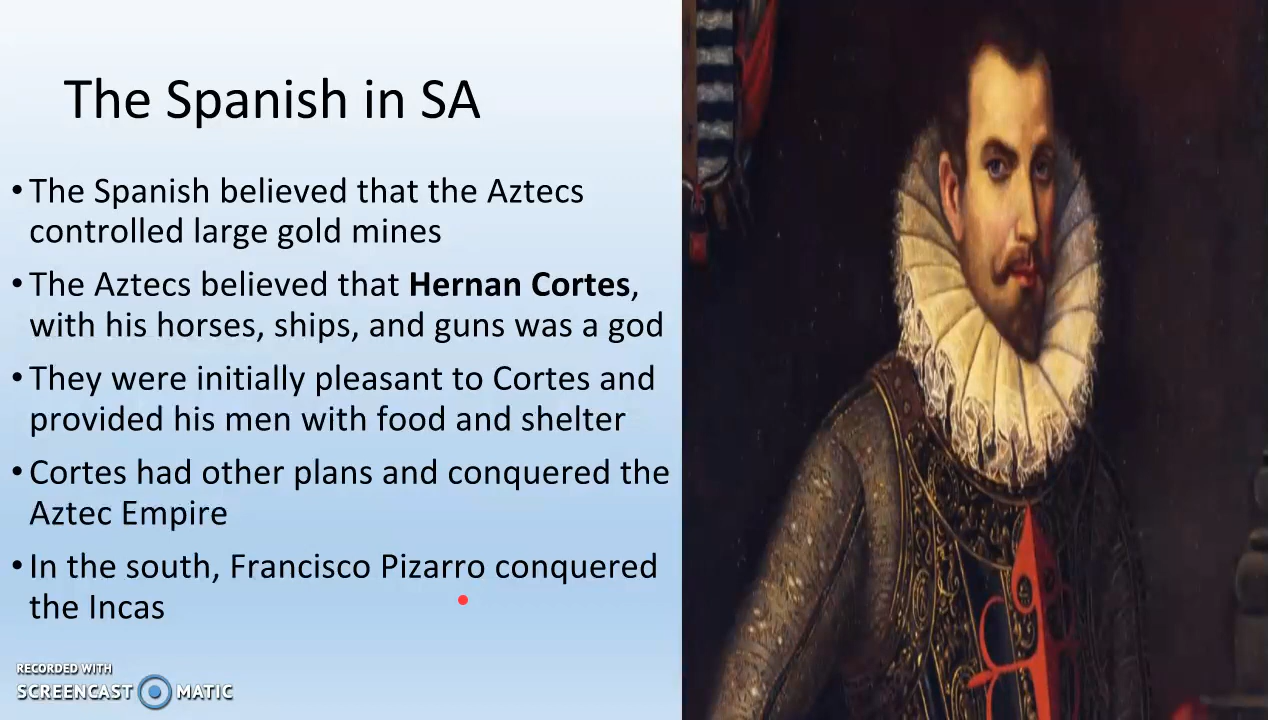 The Spanish in SA
• The Spanish believed that the Aztecs
controlled large gold mines
• The Aztecs believed that Hernan Cortes,
with his horses, ships, and guns was a god
• They were initially pleasant to Cortes and
provided his men with food and shelter
• Cortes had other plans and conquered the
Aztec Empire
• In the south, Francisco Pizarro conquered
the Incas
RECORDED WITH
SCREENCAST MATIC